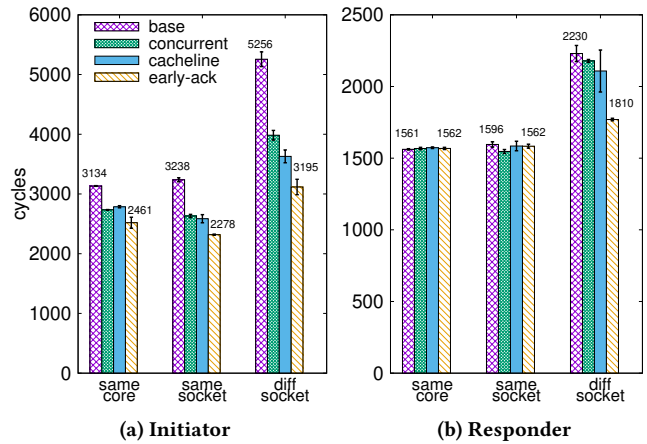 6000
5000
4000
3000
2000
1000
0
cycles
base
concurrent
cacheline
early-ack
5256
3134
2461
3238
2278
3195
same core
same socket
diff socket
(a) Initiator
2500
2000
1500
1000
500
0
1561
1562
1596
1562
2230
1810
same core
same socket
diff socket
(b) Responder